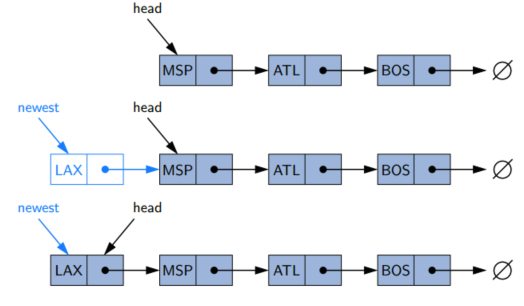 head
MSP ATL BOS ∅
newest head
LAX MSP ATL BOS ∅
newest head
LAX MSP ATL BOS ∅